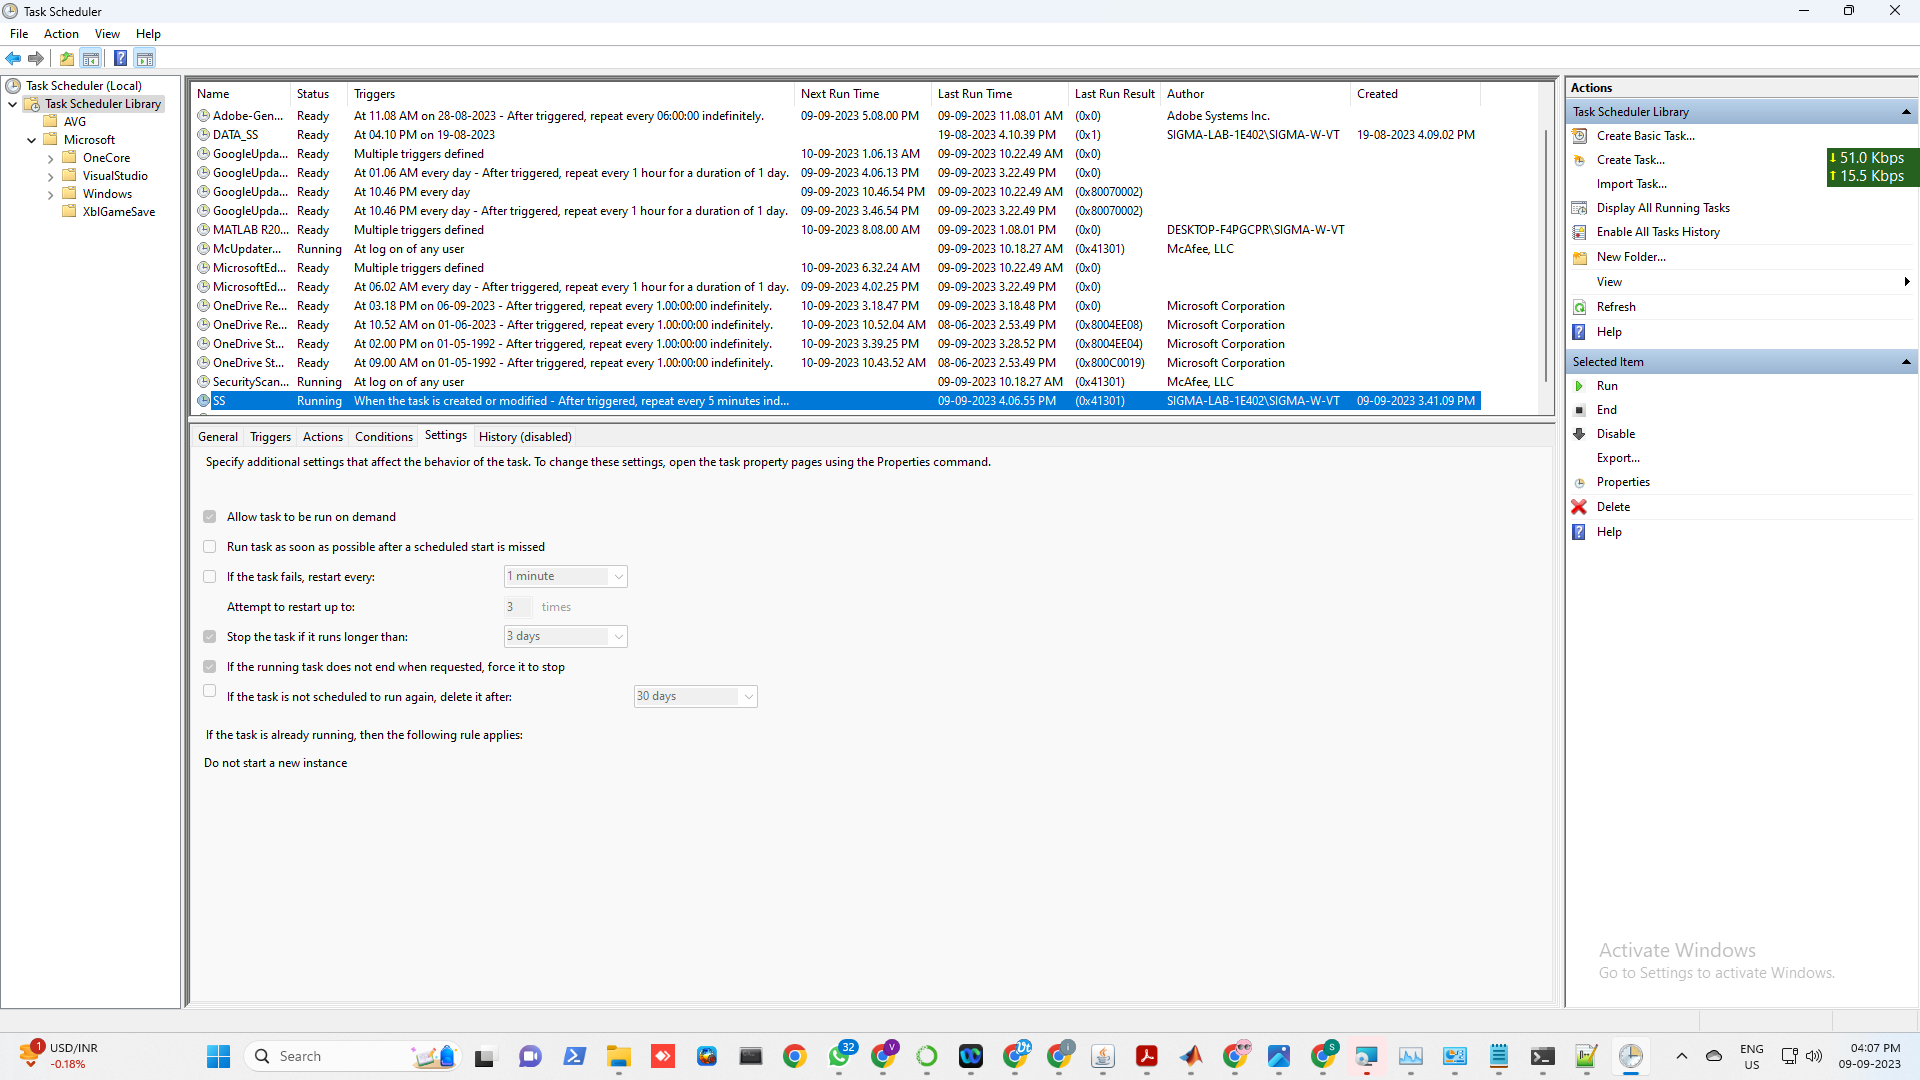 Task Scheduler
File Action View Help
Task Scheduler (Local)
Task Scheduler Library
AVG
Microsoft
OneCore
VisualStudio
Windows
XblGameSave
Name Status Triggers Next Run Time Last Run Time Last Run Result Author Created
Adobe-Gen... Ready At 11.08 AM on 28-08-2023 - After triggered, repeat every 06:00:00 indefinitely. 09-09-2023 5.08.00 PM 09-09-2023 11.08.01 AM (0x0) Adobe Systems Inc.
DATA_SS Ready At 04.10 PM on 19-08-2023 19-08-2023 4.10.39 PM (0x1) SIGMA-LAB-1E402\SIGMA-W-VT 19-08-2023 4.09.02 PM
GoogleUpda... Ready Multiple triggers defined 10-09-2023 1.06.13 AM 09-09-2023 10.22.49 AM (0x0)
GoogleUpda... Ready At 01.06 AM every day - After triggered, repeat every 1 hour for a duration of 1 day. 09-09-2023 4.06.13 PM 09-09-2023 3.22.49 PM (0x0)
GoogleUpda... Ready At 10.46 PM every day 09-09-2023 10.46.54 PM 09-09-2023 10.22.49 AM (0x80070002)
GoogleUpda... Ready At 10.46 PM every day - After triggered, repeat every 1 hour for a duration of 1 day. 09-09-2023 3.46.54 PM 09-09-2023 3.22.49 PM (0x80070002)
MATLAB R20... Ready Multiple triggers defined 10-09-2023 8.08.00 AM 09-09-2023 1.08.01 PM (0x0) DESKTOP-F4PGCPR\SIGMA-W-VT
McUpdater... Running At log on of any user 09-09-2023 10.18.27 AM (0x41301) McAfee, LLC
MicrosoftEd... Ready Multiple triggers defined 10-09-2023 6.32.24 AM 09-09-2023 10.22.49 AM (0x0)
MicrosoftEd... Ready At 06.02 AM every day - After triggered, repeat every 1 hour for a duration of 1 day. 09-09-2023 4.02.25 PM 09-09-2023 3.22.49 PM (0x0)
OneDrive Re... Ready At 03.18 PM on 06-09-2023 - After triggered, repeat every 1.00:00:00 indefinitely. 10-09-2023 3.18.47 PM 09-09-2023 3.18.48 PM (0x0) Microsoft Corporation
OneDrive Re... Ready At 10.52 AM on 01-06-2023 - After triggered, repeat every 1.00:00:00 indefinitely. 10-09-2023 10.52.04 AM 08-06-2023 2.53.49 PM (0x8004EE08) Microsoft Corporation
OneDrive St... Ready At 02.00 PM on 01-05-1992 - After triggered, repeat every 1.00:00:00 indefinitely. 10-09-2023 3.39.25 PM 09-09-2023 3.28.52 PM (0x8004EE04) Microsoft Corporation
OneDrive St... Ready At 09.00 AM on 01-05-1992 - After triggered, repeat every 1.00:00:00 indefinitely. 10-09-2023 10.43.52 AM 08-06-2023 2.53.49 PM (0x800C0019) Microsoft Corporation
SecurityScan... Running At log on of any user 09-09-2023 10.18.27 AM (0x41301) McAfee, LLC
SS Running When the task is created or modified - After triggered, repeat every 5 minutes ind... 09-09-2023 4.06.55 PM (0x41301) SIGMA-LAB-1E402\SIGMA-W-VT 09-09-2023 3.41.09 PM
General Triggers Actions Conditions Settings History (disabled)
Specify additional settings that affect the behavior of the task. To change these settings, open the task property pages using the Properties command.
Allow task to be run on demand
Run task as soon as possible after a scheduled start is missed
If the task fails, restart every: 1 minute
Attempt to restart up to: 3 times
Stop the task if it runs longer than: 3 days
If the running task does not end when requested, force it to stop
If the task is not scheduled to run again, delete it after: 30 days
If the task is already running, then the following rule applies:
Do not start a new instance
Actions
Task Scheduler Library
Create Basic Task...
Create Task...
Import Task...
Display All Running Tasks
Enable All Tasks History
New Folder...
View
Refresh
Help
Selected Item
Run
End
Disable
Export...
Properties
Delete
Help
51.0 Kbps
15.5 Kbps
Activate Windows
Go to Settings to activate Windows.
1 USD/INR
-0.18%
Search
32
V
i
S
ENG
US
04:07 PM
09-09-2023